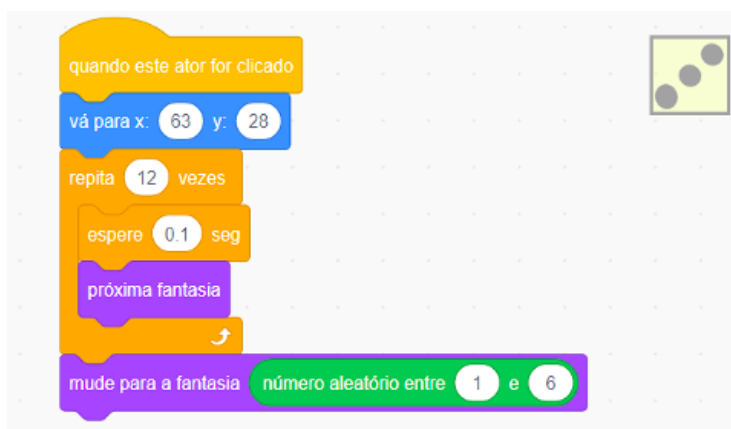 quando este ator for clicado
vá para x: 63 y: 28
repita 12 vezes
espere 0.1 seg
próxima fantasia
mude para a fantasia número aleatório entre 1 e 6